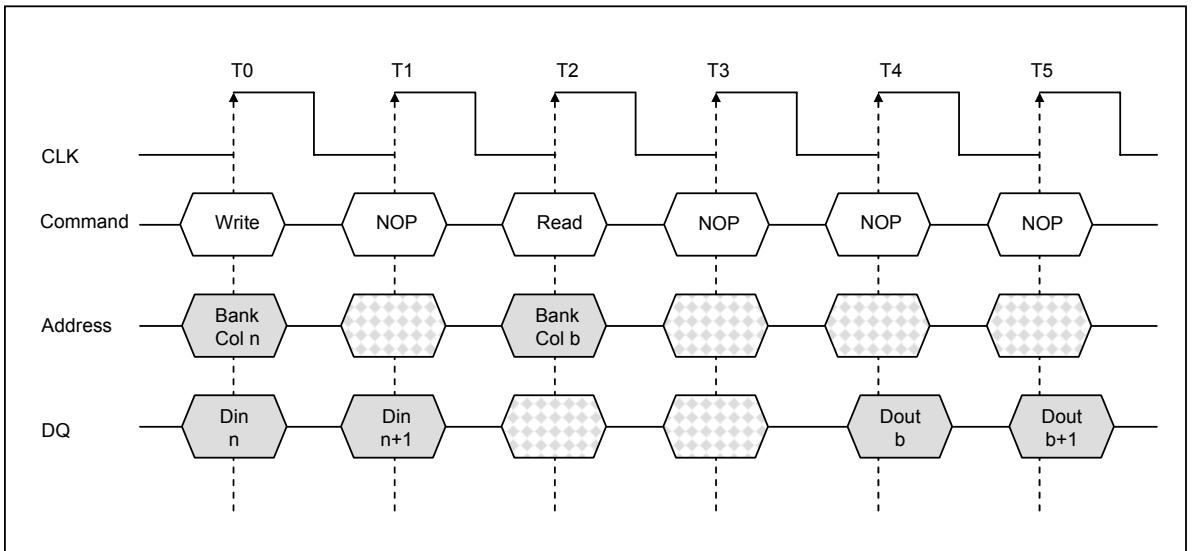 T0 T1 T2 T3 T4 T5
CLK
Command Write NOP Read NOP NOP NOP
Address Bank
Col n Bank
Col b
DQ Din
n Din
n+1 Dout
b Dout
b+1